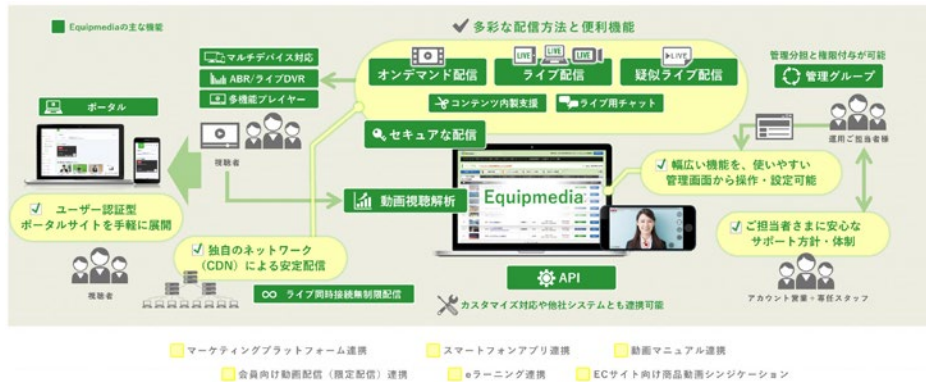 Equipmediaの主な機能
多彩な配信方法と便利機能
マルチデバイス対応
ABR/ライブDVR
多機能プレイヤー
オンデマンド配信
LIVE LIVE LIVE
ライブ配信
LIVE
疑似ライブ配信
コンテンツ内製支援
ライブ用チャット
管理分担と権限付与が可能
管理グループ
運用ご担当者様
ポータル
視聴者
セキュアな配信
動画視聴解析
Equipmedia
幅広い機能を、使いやすい
管理画面から操作・設定可能
ユーザー認証型
ポータルサイトを手軽に展開
視聴者
独自のネットワーク
(CDN)による安定配信
ライブ同時接続無制限配信
API
カスタマイズ対応や他社システムとも連携可能
ご担当者さまに安心な
サポート方針・体制
アカウント営業+専任スタッフ
マーケティングプラットフォーム連携
スマートフォンアプリ連携
動画マニュアル連携
会員向け動画配信(限定配信)連携
eラーニング連携
ECサイト向け商品動画シンジケーション